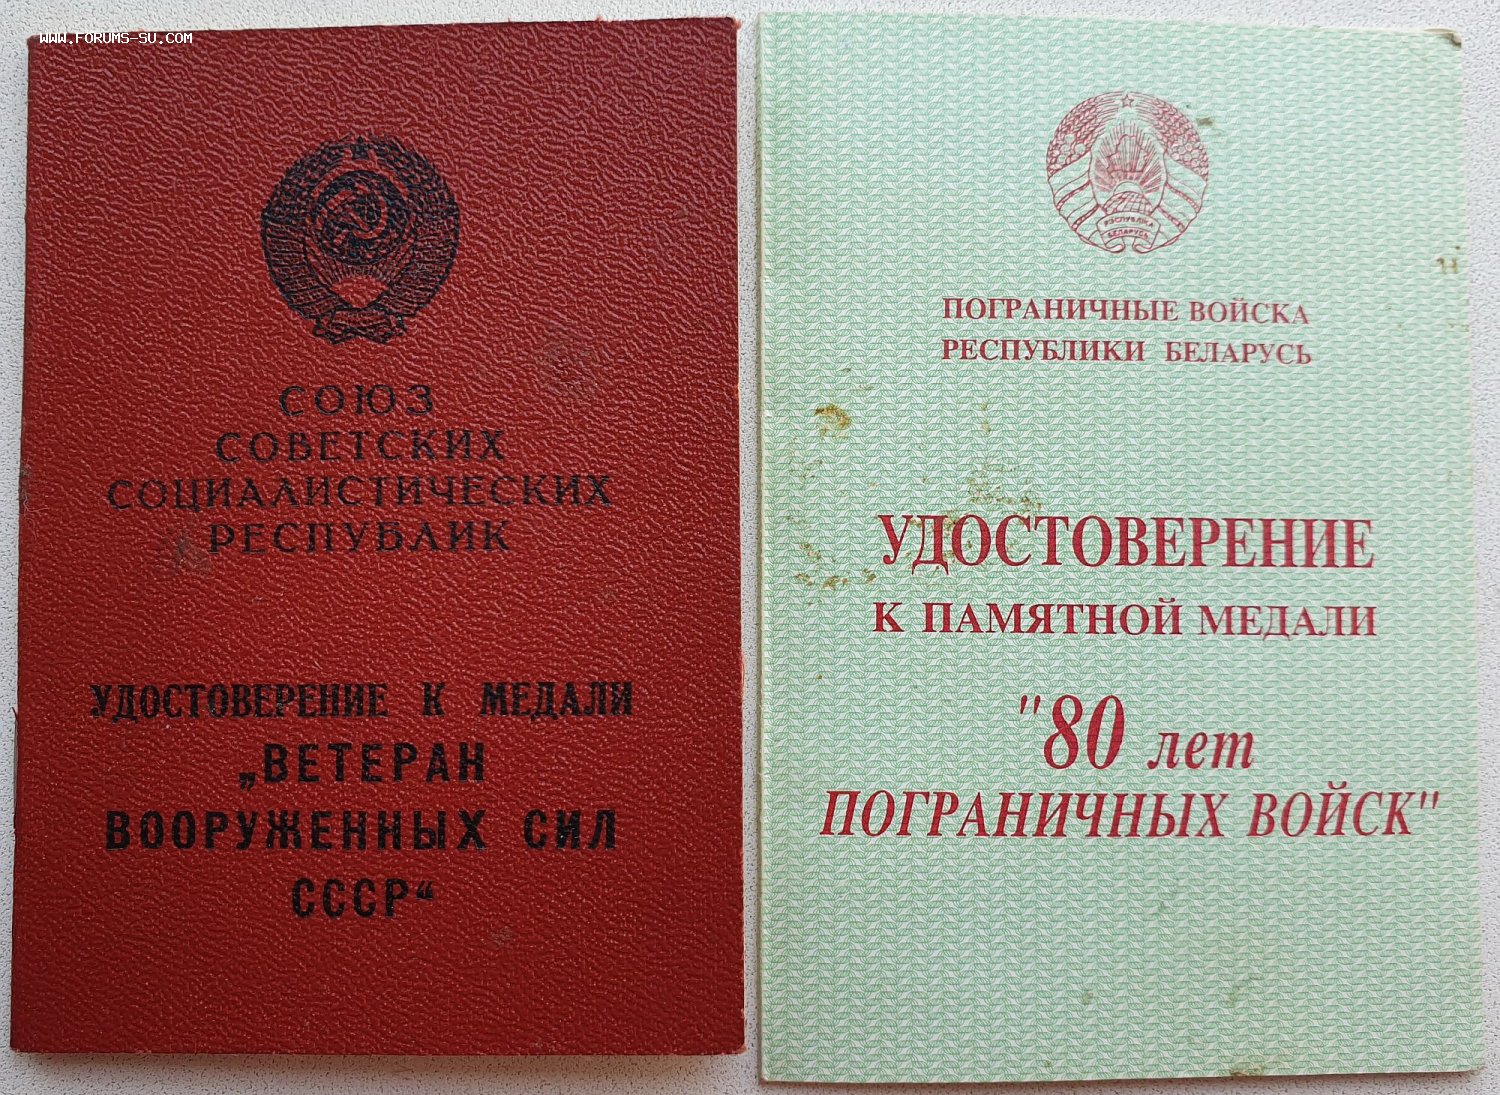 WWW.FORUMS-SU.COM
СОЮЗ
СОВЕТСКИХ
СОЦИАЛИСТИЧЕСКИХ
РЕСПУБЛИК
УДОСТОВЕРЕНИЕ К МЕДАЛИ
„ВЕТЕРАН
ВООРУЖЕННЫХ СИЛ
СССР“
РЭСПУБЛІКА
БЕЛАРУСЬ
ПОГРАНИЧНЫЕ ВОЙСКА
РЕСПУБЛИКИ БЕЛАРУСЬ
УДОСТОВЕРЕНИЕ
К ПАМЯТНОЙ МЕДАЛИ
"80 лет
ПОГРАНИЧНЫХ ВОЙСК"